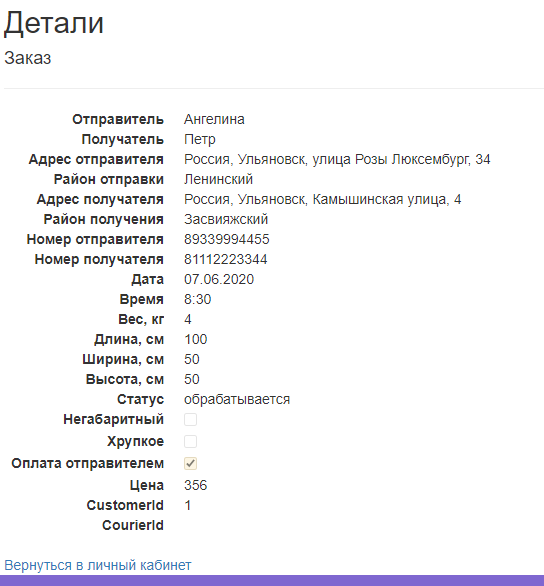 Детали
Заказ
Отправитель Ангелина
Получатель Петр
Адрес отправителя Россия, Ульяновск, улица Розы Люксембург, 34
Район отправки Ленинский
Адрес получателя Россия, Ульяновск, Камышинская улица, 4
Район получения Засвияжский
Номер отправителя 89339994455
Номер получателя 81112223344
Дата 07.06.2020
Время 8:30
Вес, кг 4
Длина, см 100
Ширина, см 50
Высота, см 50
Статус обрабатывается
Негабаритный
Хрупкое
Оплата отправителем
Цена 356
CustomerId 1
CourierId
Вернуться в личный кабинет